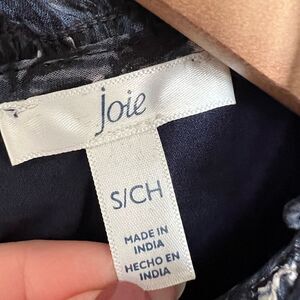 joie
S/CH
MADE IN
INDIA
HECHO EN
INDIA